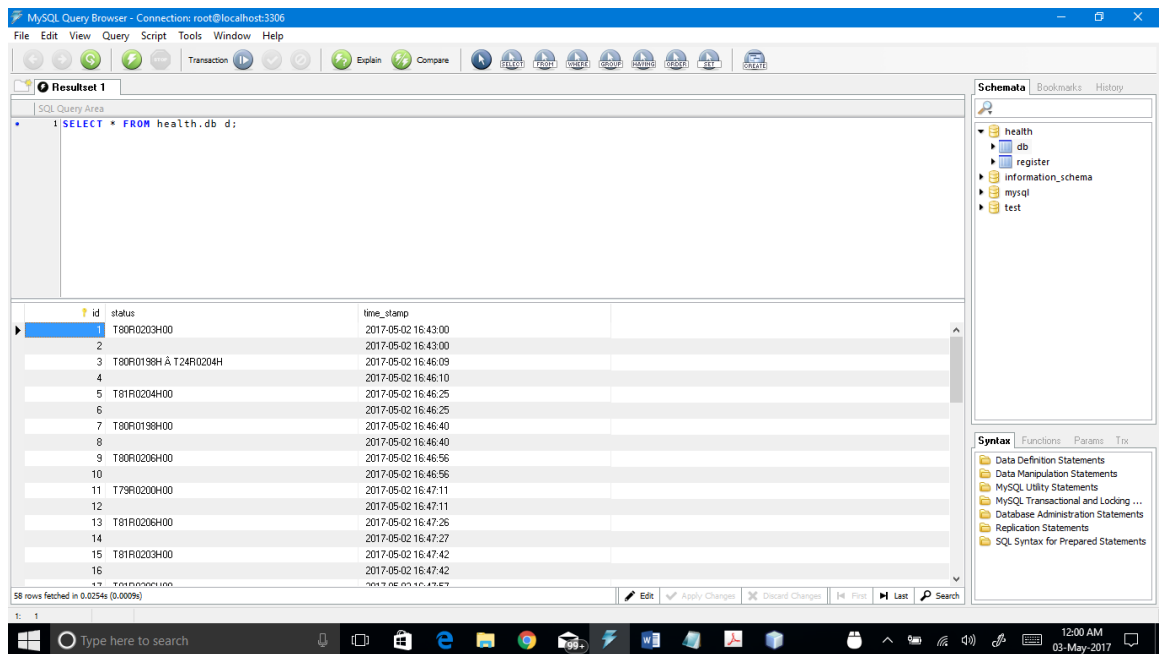 MySQL Query Browser - Connection: root@localhost:3306
File Edit View Query Script Tools Window Help
Transaction Explain Compare SELECT FROM WHERE GROUP HAVING ORDER SET CREATE
Resultset 1
SQL Query Area
1 SELECT * FROM health.db d;
id status time_stamp
1 T80R0203H00 2017-05-02 16:43:00
2 2017-05-02 16:43:00
3 T80R0198H Â T24R0204H 2017-05-02 16:46:09
4 2017-05-02 16:46:10
5 T81R0204H00 2017-05-02 16:46:25
6 2017-05-02 16:46:25
7 T80R0198H00 2017-05-02 16:46:40
8 2017-05-02 16:46:40
9 T80R0206H00 2017-05-02 16:46:56
10 2017-05-02 16:46:56
11 T79R0200H00 2017-05-02 16:47:11
12 2017-05-02 16:47:11
13 T81R0206H00 2017-05-02 16:47:26
14 2017-05-02 16:47:27
15 T81R0203H00 2017-05-02 16:47:42
16 2017-05-02 16:47:42
58 rows fetched in 0.0254s (0.0009s)
Edit Apply Changes Discard Changes First Last Search
1: 1
Schemata Bookmarks History
health
db
register
information_schema
mysql
test
Syntax Functions Params Trx
Data Definition Statements
Data Manipulation Statements
MySQL Utility Statements
MySQL Transactional and Locking ...
Database Administration Statements
Replication Statements
SQL Syntax for Prepared Statements
Type here to search
99+
12:00 AM
03-May-2017